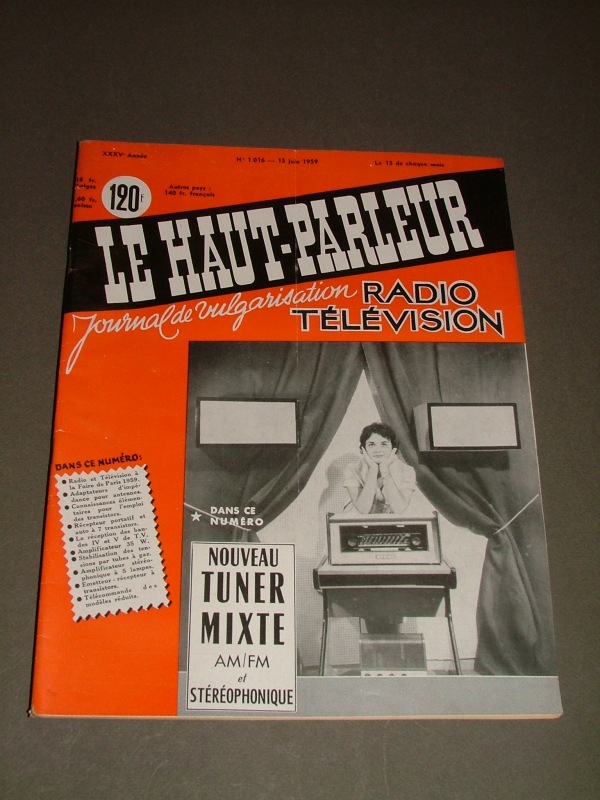 XXXVe Année
N° 1 016 — 15 Juin 1959
Le 15 de chaque mois
18 fr.
120F
Autres pays :
140 fr. français
LE HAUT-PARLEUR
Journal de vulgarisation RADIO
TÉLÉVISION
DANS CE NUMÉRO:
● Radio et Télévision à
la Foire de Paris 1959.
● Adaptateurs d'impé-
dance pour antennes.
● Connaissances élémen-
taires pour l'emploi
des transistors.
● Récepteur portatif et
auto à 7 transistors.
● La réception des ban-
des IV et V de T.V.
● Amplificateur 35 W.
● Stabilisation des ten-
sions par tubes à gaz.
● Amplificateur stéréo-
phonique à 5 lampes.
● Émetteur-récepteur à
transistors.
● Télécommande des
modèles réduits.
★ DANS CE
NUMÉRO
NOUVEAU
TUNER
MIXTE
AM/FM
et
STÉRÉOPHONIQUE